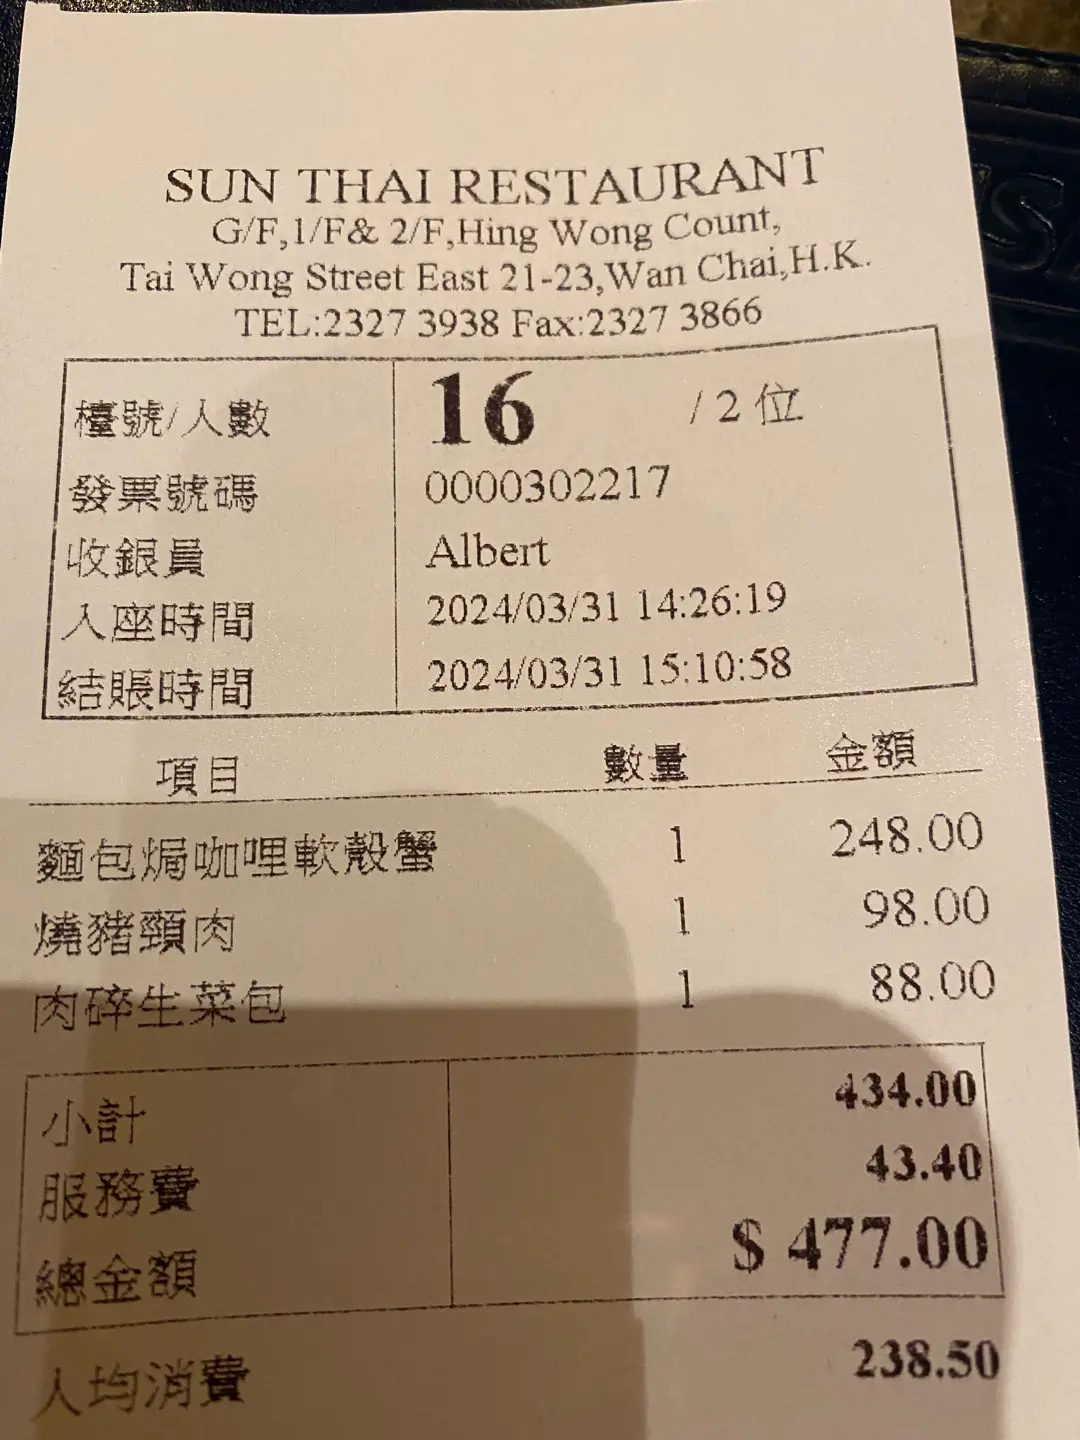 SUN THAI RESTAURANT
G/F,1/F& 2/F,Hing Wong Count,
Tai Wong Street East 21-23,Wan Chai,H.K.
TEL:2327 3938 Fax:2327 3866
檯號/人數 16 / 2 位
發票號碼 0000302217
收銀員 Albert
入座時間 2024/03/31 14:26:19
結賬時間 2024/03/31 15:10:58
項目 數量 金額
麵包焗咖哩軟殼蟹 1 248.00
燒豬頸肉 1 98.00
肉碎生菜包 1 88.00
小計 434.00
服務費 43.40
總金額 $ 477.00
人均消費 238.50